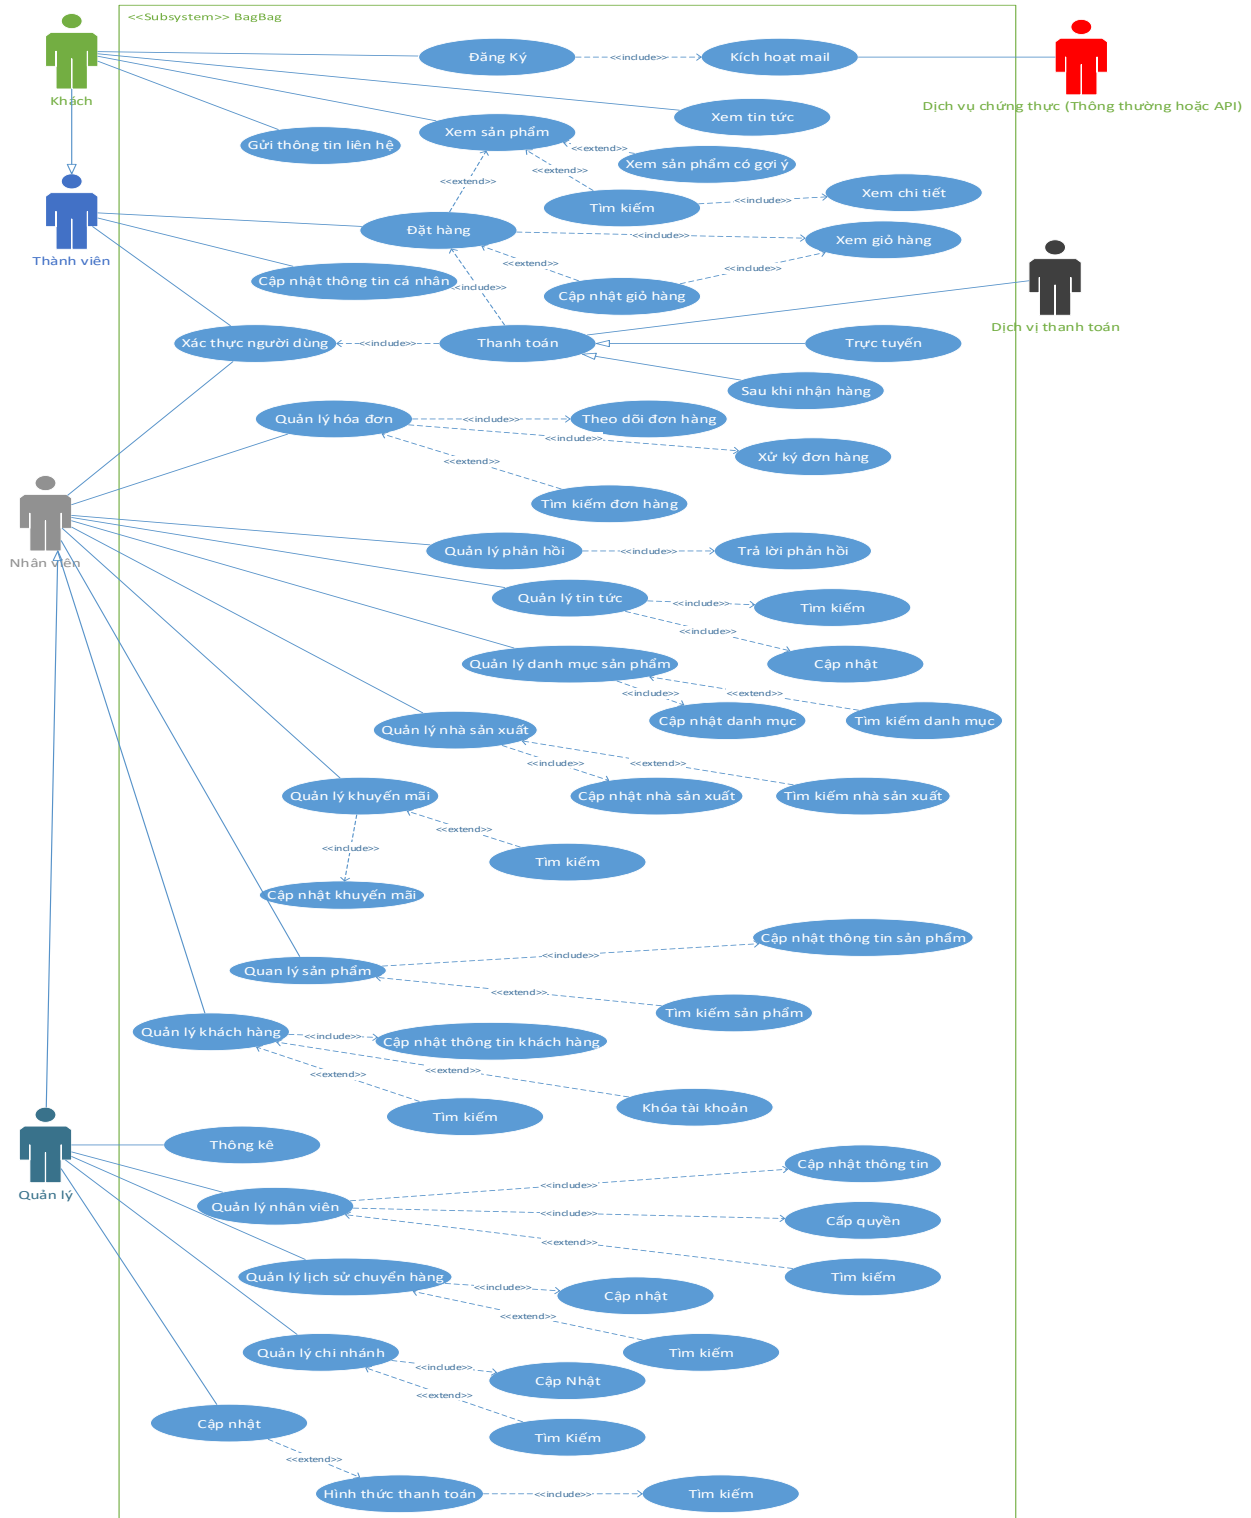 <<Subsystem>> BagBag
Khách
Đăng Ký
<<include>>
Kích hoạt mail
Dịch vụ chứng thực (Thông thường hoặc API)
Xem tin tức
Xem sản phẩm
Gửi thông tin liên hệ
<<extend>>
Xem sản phẩm có gợi ý
<<extend>>
<<extend>>
Tìm kiếm
<<include>>
Xem chi tiết
Thành viên
Đặt hàng
<<include>>
Xem giỏ hàng
<<extend>>
<<include>>
Cập nhật thông tin cá nhân
<<include>>
Cập nhật giỏ hàng
Dịch vị thanh toán
Xác thực người dùng
<<include>>
Thanh toán
Trực tuyến
Sau khi nhận hàng
Quản lý hóa đơn
<<include>>
Theo dõi đơn hàng
<<include>>
Xử ký đơn hàng
<<extend>>
Tìm kiếm đơn hàng
Nhân viên
Quản lý phản hồi
<<include>>
Trả lời phản hồi
Quản lý tin tức
<<include>>
Tìm kiếm
<<include>>
Cập nhật
Quản lý danh mục sản phẩm
<<include>>
<<extend>>
Cập nhật danh mục
Tìm kiếm danh mục
Quản lý nhà sản xuất
<<include>>
<<extend>>
Cập nhật nhà sản xuất
Tìm kiếm nhà sản xuất
Quản lý khuyến mãi
<<extend>>
<<include>>
Tìm kiếm
Cập nhật khuyến mãi
Cập nhật thông tin sản phẩm
<<include>>
Quan lý sản phẩm
<<extend>>
Tìm kiếm sản phẩm
Quản lý khách hàng
<<include>>
Cập nhật thông tin khách hàng
<<extend>>
<<extend>>
Khóa tài khoản
Tìm kiếm
Quản lý
Thông kê
Cập nhật thông tin
<<include>>
Quản lý nhân viên
<<include>>
Cấp quyền
<<extend>>
Tìm kiếm
Quản lý lịch sử chuyển hàng
<<include>>
Cập nhật
<<extend>>
Tìm kiếm
Quản lý chi nhánh
<<include>>
Cập Nhật
<<extend>>
Tìm Kiếm
Cập nhật
<<extend>>
Hình thức thanh toán
<<include>>
Tìm kiếm